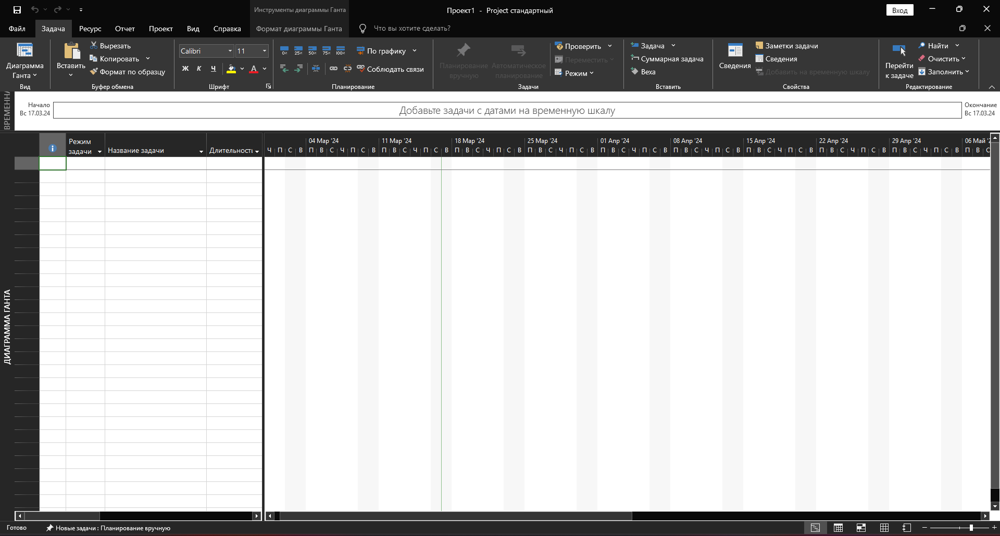 Инструменты диаграммы Ганта
Проект1 - Project стандартный
Вход
Файл Задача Ресурс Отчет Проект Вид Справка Формат диаграммы Ганта Что вы хотите сделать?
Диаграмма Ганта
Вид
Вставить
Вырезать
Копировать
Формат по образцу
Буфер обмена
Calibri 11
Ж К Ч
А
Шрифт
0% 25% 50% 75% 100%
По графику
Соблюдать связи
Планирование
Планирование вручную
Автоматическое планирование
Проверить
Переместить
Режим
Задачи
Задача
Суммарная задача
Веха
Вставить
Сведения
Заметки задачи
Сведения
Добавить на временную шкалу
Свойства
Перейти к задаче
Найти
Очистить
Заполнить
Редактирование
ВРЕМЕННА
Начало
Вс 17.03.24
Добавьте задачи с датами на временную шкалу
Окончание
Вс 17.03.24
Режим задачи
Название задачи
Длительность
04 Мар '24 11 Мар '24 18 Мар '24 25 Мар '24 01 Апр '24 08 Апр '24 15 Апр '24 22 Апр '24 29 Апр '24 06 Май '2
Ч П С В П В С Ч П С В П В С Ч П С В П В С Ч П С В П В С Ч П С В П В С Ч П С В П В С Ч П С В П В С Ч П С В П В С Ч П С В П В С Ч П С В П В С
ДИАГРАММА ГАНТА
Готово
Новые задачи : Планирование вручную